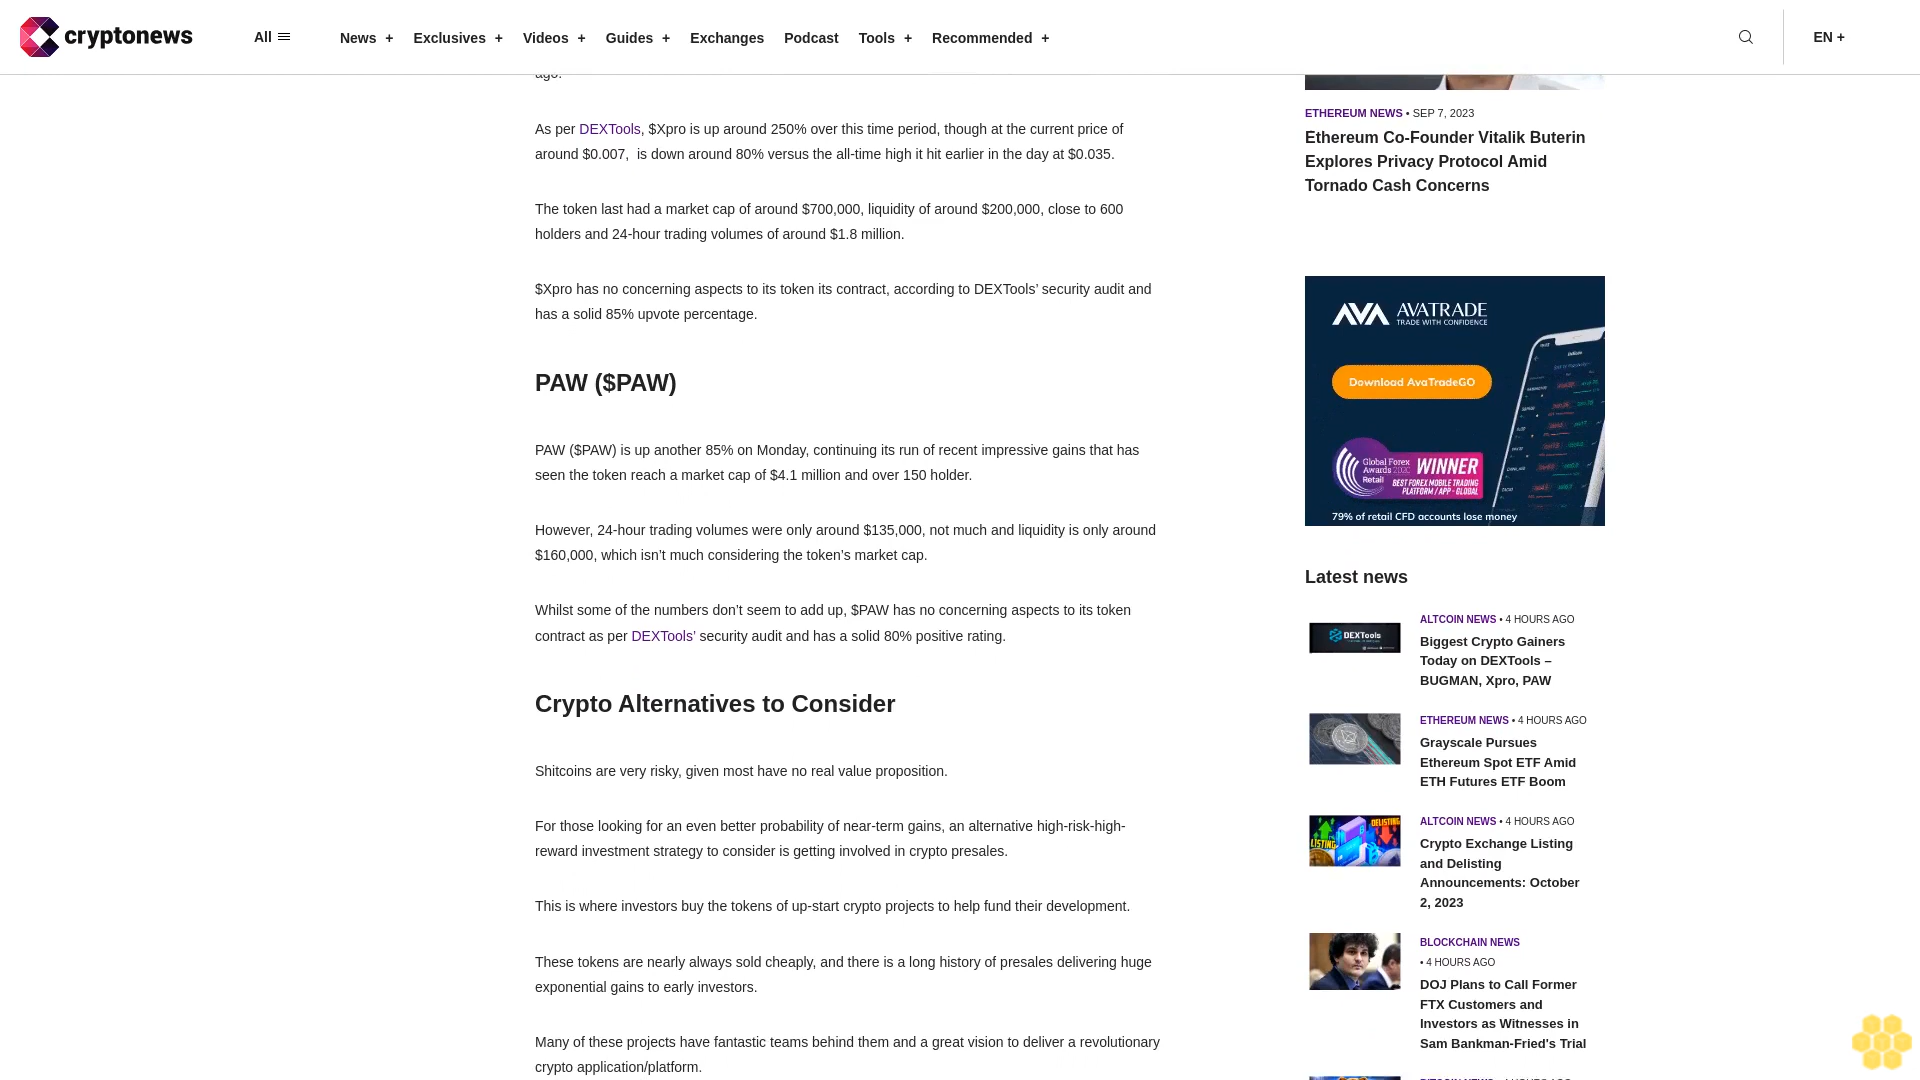 cryptonews
All
News +
Exclusives +
Videos +
Guides +
Exchanges
Podcast
Tools +
Recommended +
EN +
ago.
As per DEXTools, $Xpro is up around 250% over this time period, though at the current price of
around $0.007,  is down around 80% versus the all-time high it hit earlier in the day at $0.035.
The token last had a market cap of around $700,000, liquidity of around $200,000, close to 600
holders and 24-hour trading volumes of around $1.8 million.
$Xpro has no concerning aspects to its token its contract, according to DEXTools’ security audit and
has a solid 85% upvote percentage.
PAW ($PAW)
PAW ($PAW) is up another 85% on Monday, continuing its run of recent impressive gains that has
seen the token reach a market cap of $4.1 million and over 150 holder.
However, 24-hour trading volumes were only around $135,000, not much and liquidity is only around
$160,000, which isn’t much considering the token’s market cap.
Whilst some of the numbers don’t seem to add up, $PAW has no concerning aspects to its token
contract as per DEXTools’ security audit and has a solid 80% positive rating.
Crypto Alternatives to Consider
Shitcoins are very risky, given most have no real value proposition.
For those looking for an even better probability of near-term gains, an alternative high-risk-high-
reward investment strategy to consider is getting involved in crypto presales.
This is where investors buy the tokens of up-start crypto projects to help fund their development.
These tokens are nearly always sold cheaply, and there is a long history of presales delivering huge
exponential gains to early investors.
Many of these projects have fantastic teams behind them and a great vision to deliver a revolutionary
crypto application/platform.
ETHEREUM NEWS • SEP 7, 2023
Ethereum Co-Founder Vitalik Buterin
Explores Privacy Protocol Amid
Tornado Cash Concerns
AVA AVATRADE
TRADE WITH CONFIDENCE
Download AvaTradeGO
Global Forex
Awards 2020
Retail
WINNER
BEST FOREX MOBILE TRADING
PLATFORM / APP - GLOBAL
79% of retail CFD accounts lose money
Latest news
ALTCOIN NEWS • 4 HOURS AGO
DEXTools
Biggest Crypto Gainers
Today on DEXTools –
BUGMAN, Xpro, PAW
ETHEREUM NEWS • 4 HOURS AGO
Grayscale Pursues
Ethereum Spot ETF Amid
ETH Futures ETF Boom
ALTCOIN NEWS • 4 HOURS AGO
LISTING
DELISTING
Crypto Exchange Listing
and Delisting
Announcements: October
2, 2023
BLOCKCHAIN NEWS
• 4 HOURS AGO
DOJ Plans to Call Former
FTX Customers and
Investors as Witnesses in
Sam Bankman-Fried's Trial